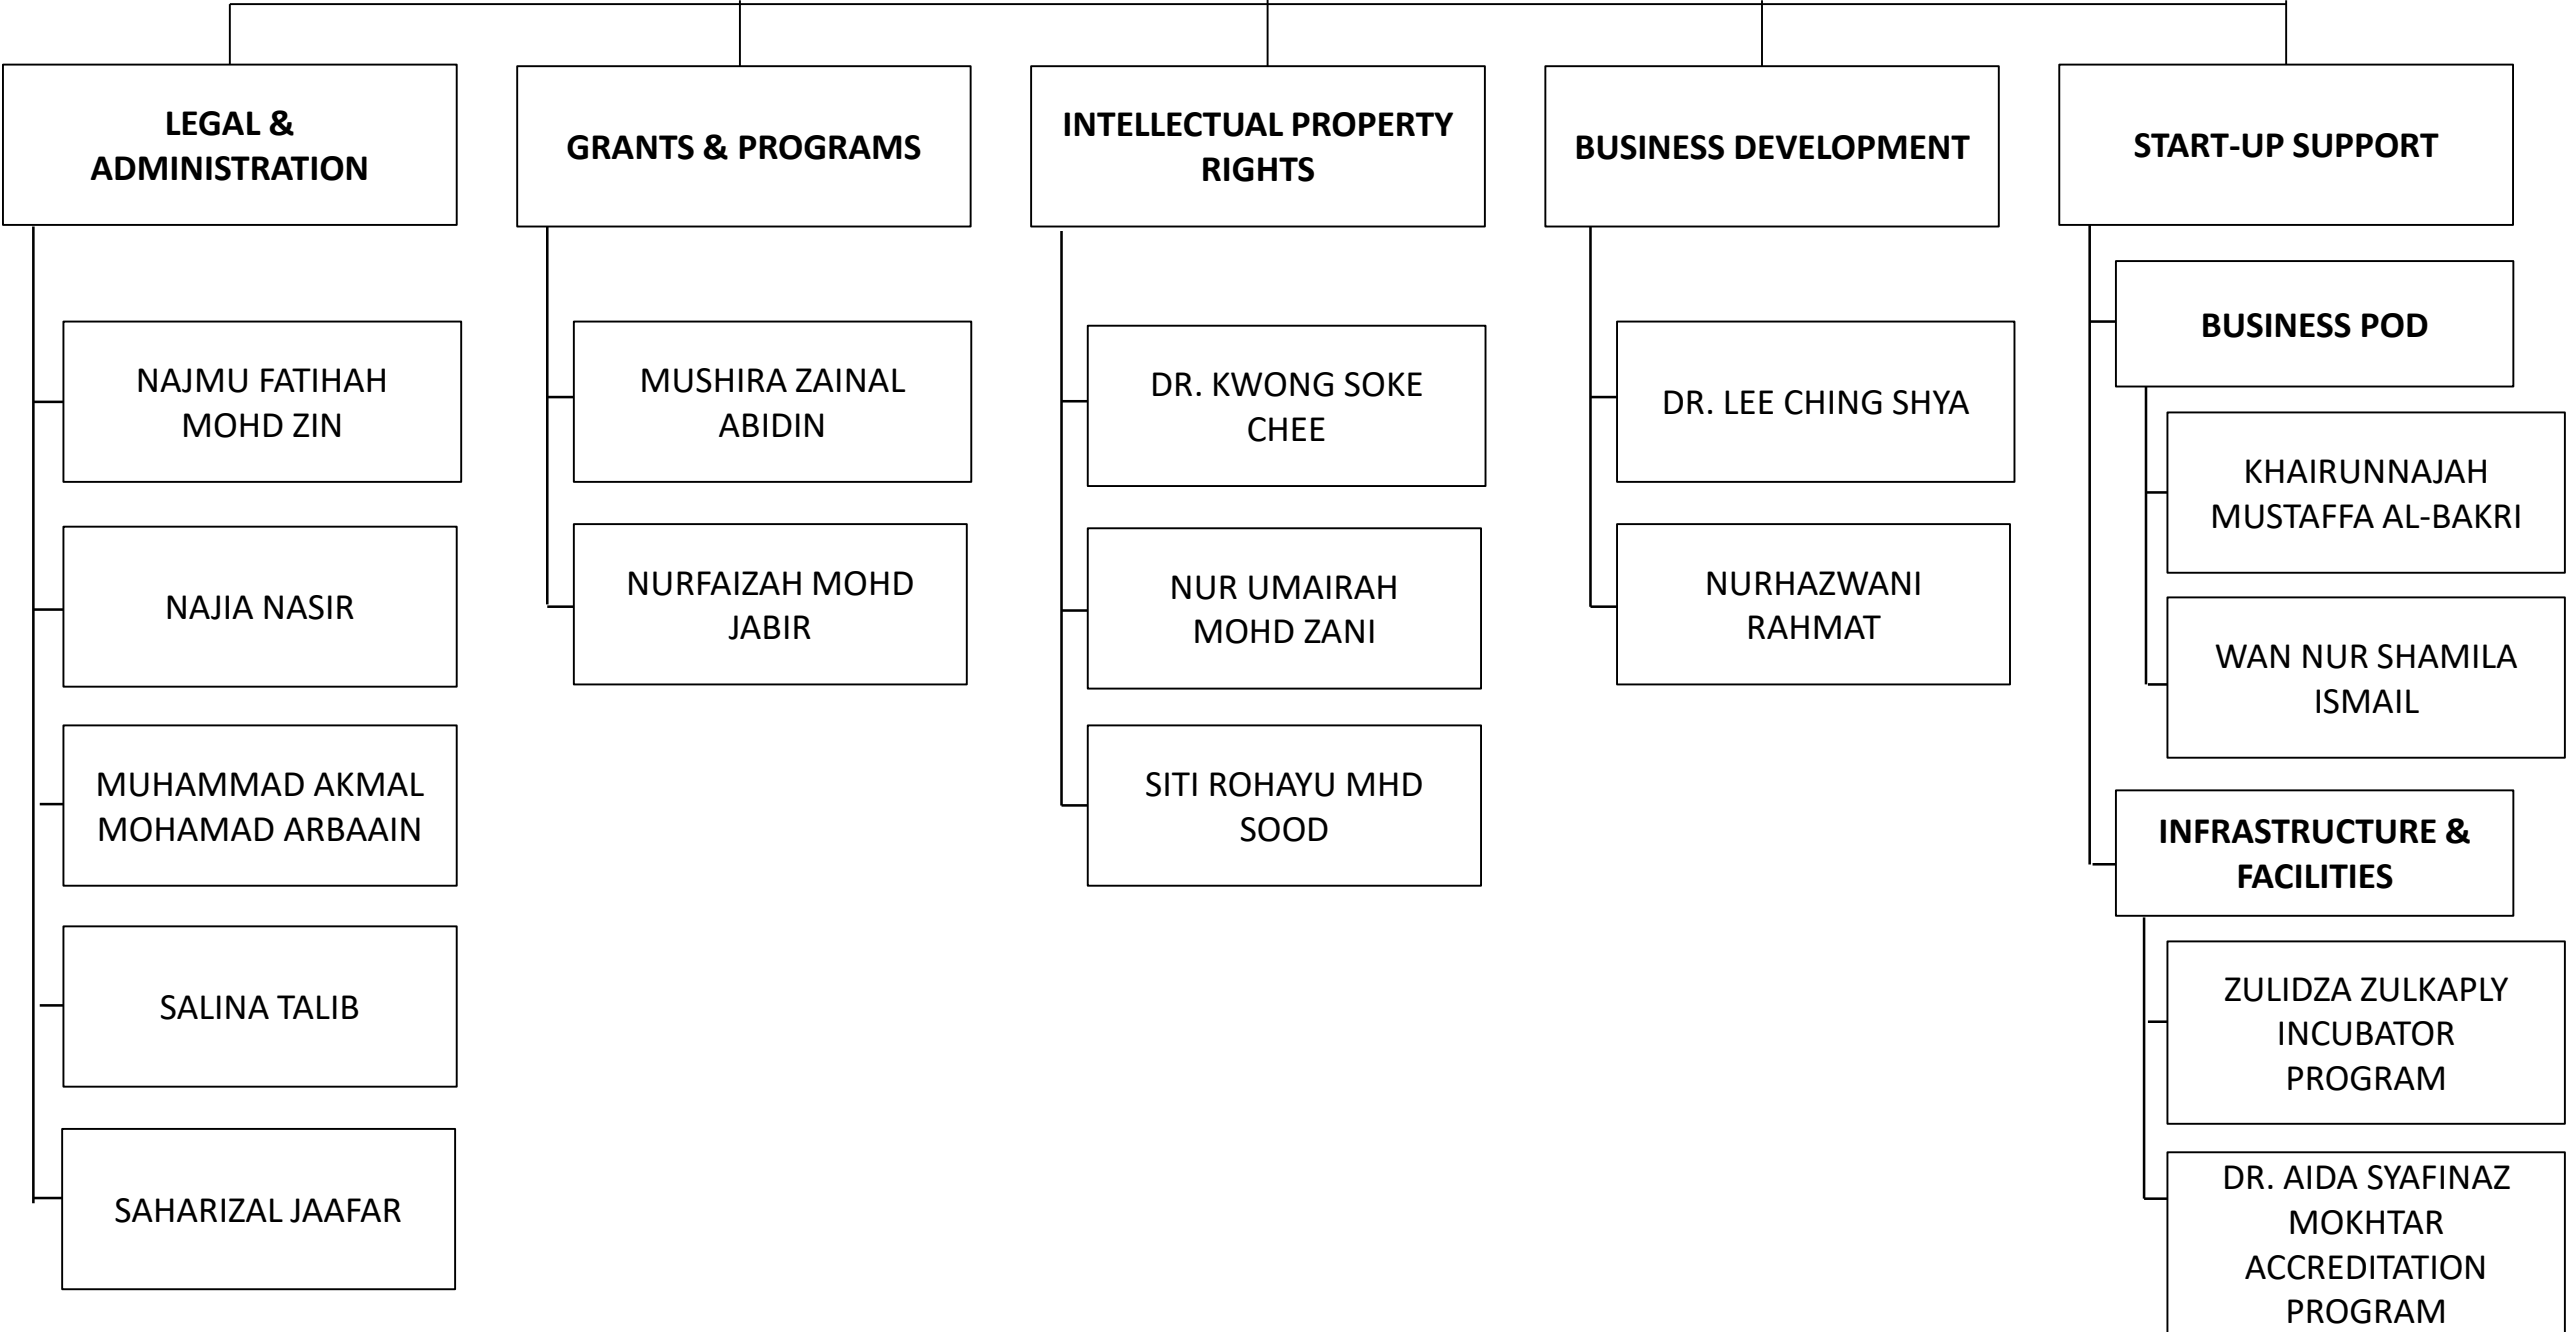 LEGAL &
ADMINISTRATION
NAJMU FATIHAH
MOHD ZIN
NAJIA NASIR
MUHAMMAD AKMAL
MOHAMAD ARBAAIN
SALINA TALIB
SAHARIZAL JAAFAR
GRANTS & PROGRAMS
MUSHIRA ZAINAL
ABIDIN
NURFAIZAH MOHD
JABIR
INTELLECTUAL PROPERTY
RIGHTS
DR. KWONG SOKE
CHEE
NUR UMAIRAH
MOHD ZANI
SITI ROHAYU MHD
SOOD
BUSINESS DEVELOPMENT
DR. LEE CHING SHYA
NURHAZWANI
RAHMAT
START-UP SUPPORT
BUSINESS POD
KHAIRUNNAJAH
MUSTAFFA AL-BAKRI
WAN NUR SHAMILA
ISMAIL
INFRASTRUCTURE &
FACILITIES
ZULIDZA ZULKAPLY
INCUBATOR
PROGRAM
DR. AIDA SYAFINAZ
MOKHTAR
ACCREDITATION
PROGRAM